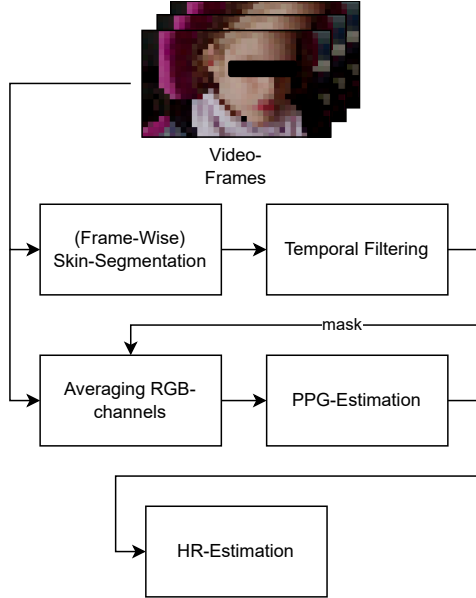 Video-
Frames
(Frame-Wise)
Skin-Segmentation
Temporal Filtering
mask
Averaging RGB-
channels
PPG-Estimation
HR-Estimation